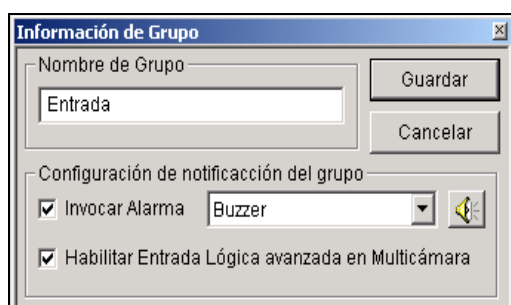 Información de Grupo
Nombre de Grupo
Entrada
Guardar
Cancelar
Configuración de notificacción del grupo
Invocar Alarma
Buzzer
Habilitar Entrada Lógica avanzada en Multicámara